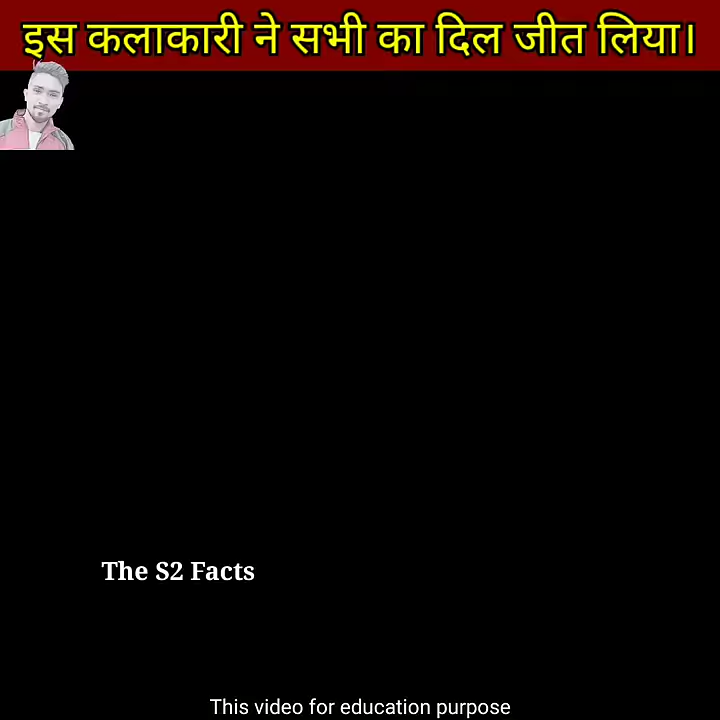 इस कलाकारी ने सभी का दिल जीत लिया।
The S2 Facts
This video for education purpose